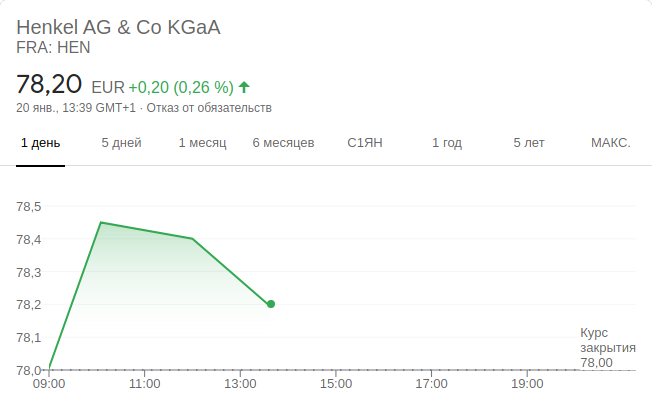 Henkel AG & Co KGaA
FRA: HEN
78,20 EUR +0,20 (0,26 %)
20 янв., 13:39 GMT+1 · Отказ от обязательств
1 день 5 дней 1 месяц 6 месяцев С1ЯН 1 год 5 лет МАКС.
78,5
78,4
78,3
78,2
78,1
Курс
закрытия
78,00
78,0
09:00 11:00 13:00 15:00 17:00 19:00